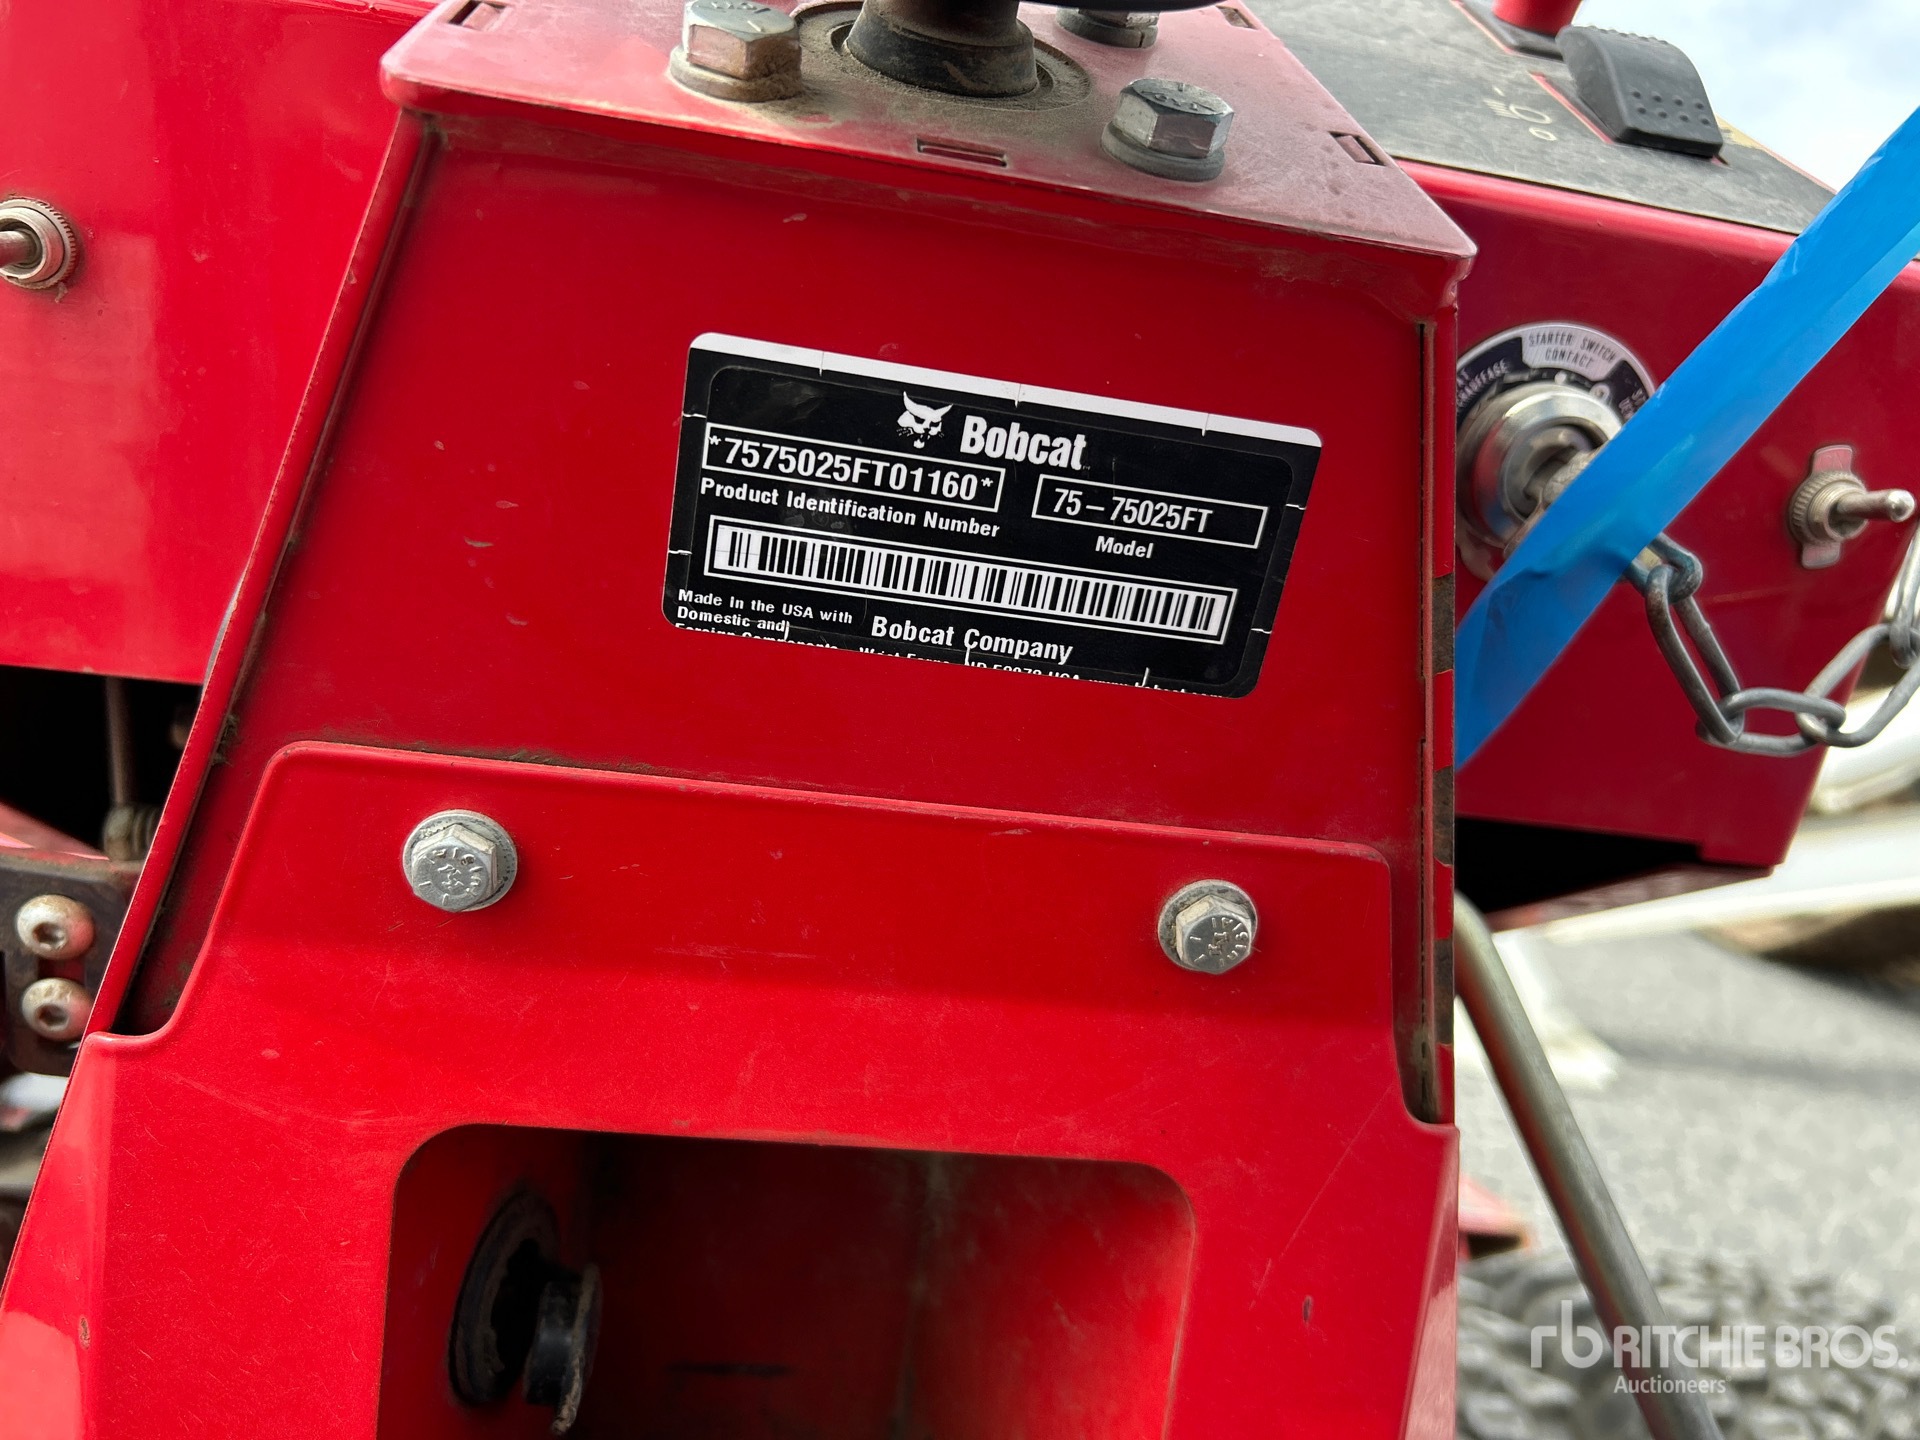 STARTER SWITCH
CONTACT
Bobcat
*7575025FT01160*
75-75025FT
Product Identification Number
Model
Made in the USA with
Domestic and
Bobcat Company
RITCHIE BROS.
Auctioneers